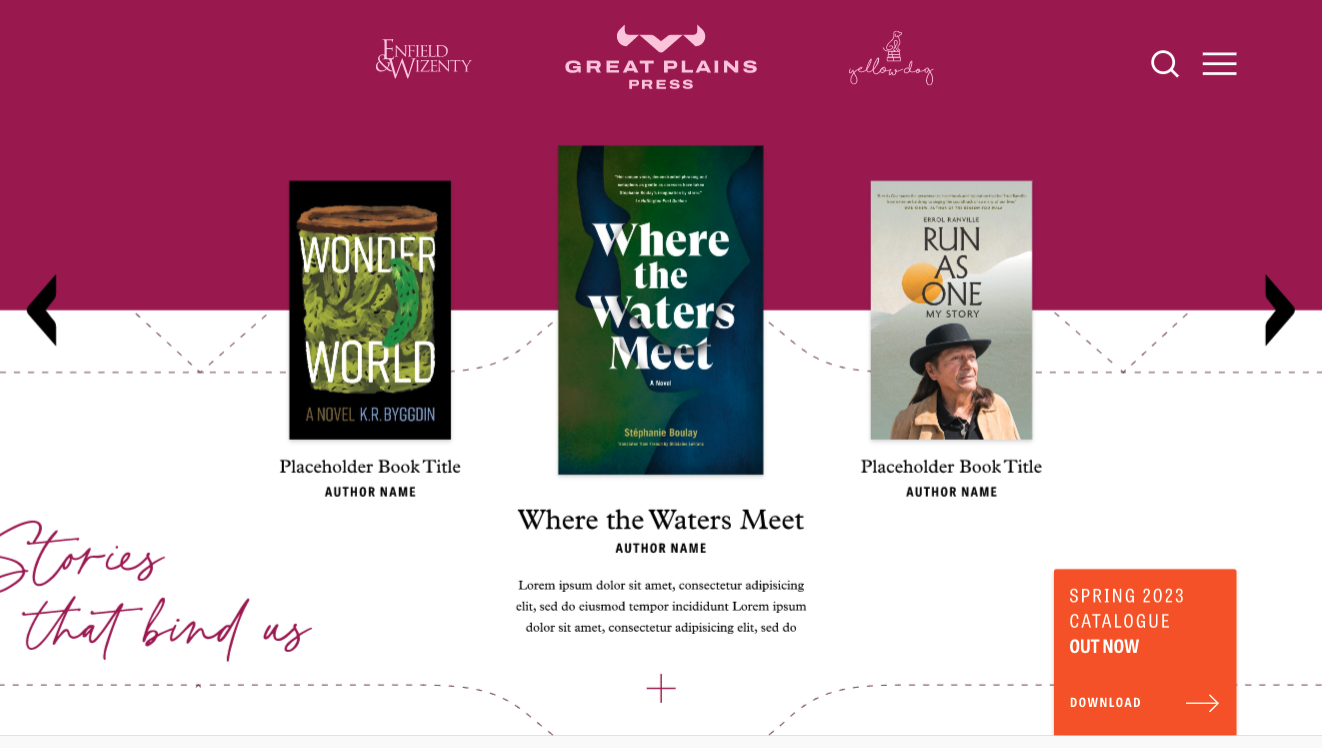 ENFIELD
& WIZENTY
GREAT PLAINS
PRESS
yellow dog
WONDER
WORLD
A NOVEL K.R. BYGGDIN
Where
the
Waters
Meet
A Novel
Stéphanie Boulay
ERROL RANVILLE
RUN
AS
ONE
MY STORY
Placeholder Book Title
AUTHOR NAME
Where the Waters Meet
AUTHOR NAME
Lorem ipsum dolor sit amet, consectetur adipisicing
elit, sed do eiusmod tempor incididunt Lorem ipsum
dolor sit amet, consectetur adipisicing elit, sed do
Placeholder Book Title
AUTHOR NAME
Stories
that bind us
SPRING 2023
CATALOGUE
OUT NOW
DOWNLOAD